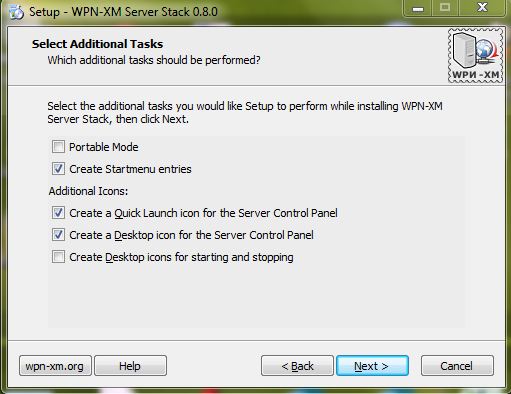 Setup - WPN-XM Server Stack 0.8.0
Select Additional Tasks
Which additional tasks should be performed?
WPN-XM
Select the additional tasks you would like Setup to perform while installing WPN-XM
Server Stack, then click Next.
Portable Mode
Create Startmenu entries
Additional Icons:
Create a Quick Launch icon for the Server Control Panel
Create a Desktop icon for the Server Control Panel
Create Desktop icons for starting and stopping
wpn-xm.org
Help
< Back
Next >
Cancel